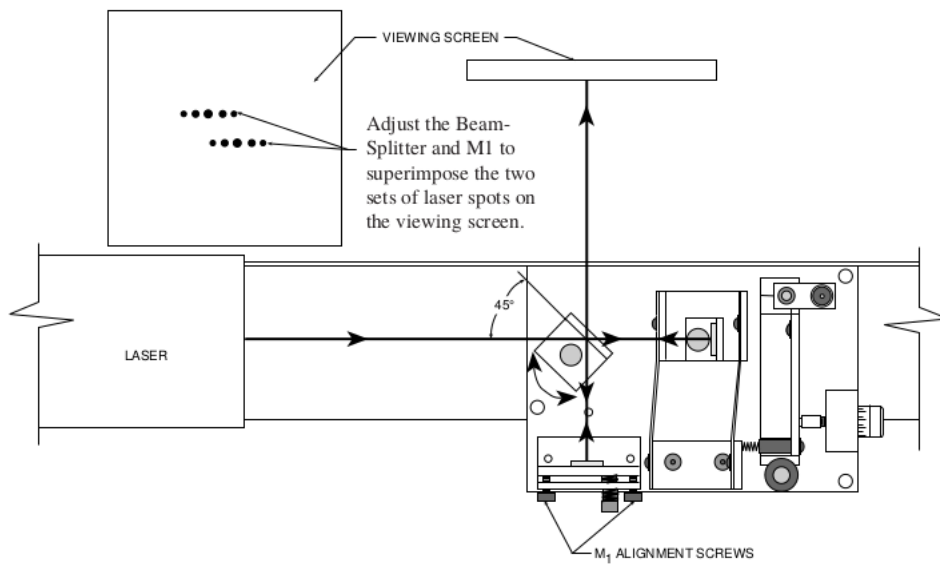 VIEWING SCREEN
Adjust the Beam-
Splitter and M1 to
superimpose the two
sets of laser spots on
the viewing screen.
45°
LASER
M1 ALIGNMENT SCREWS